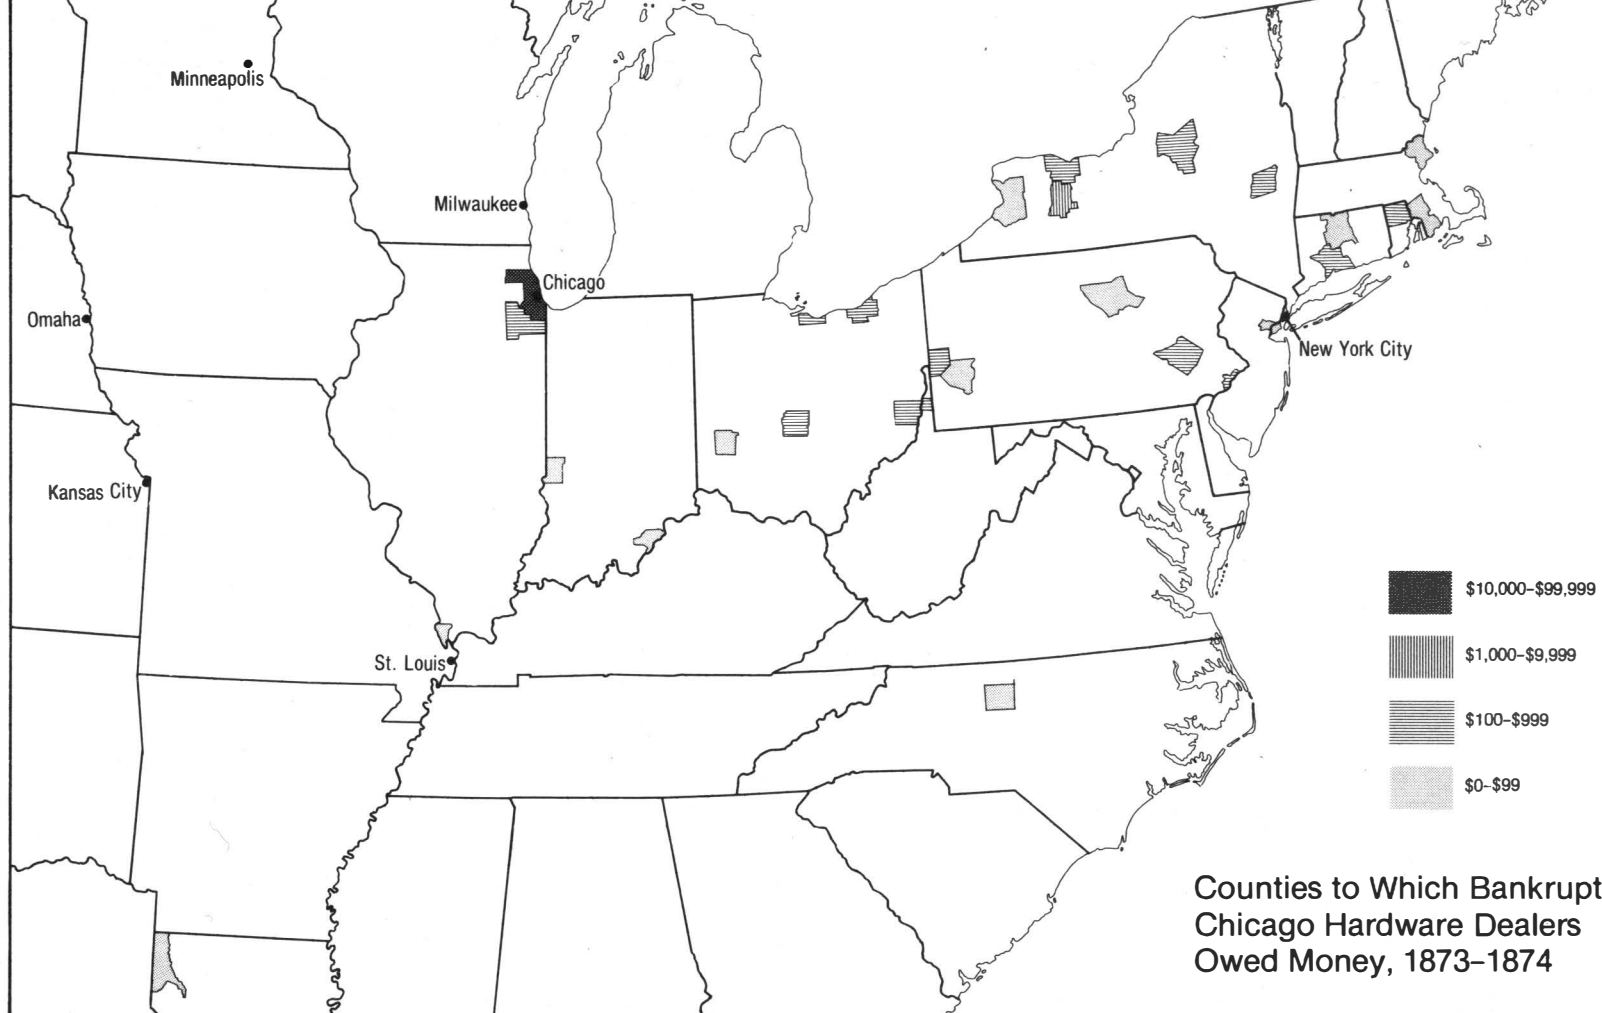 Minneapolis
Milwaukee
Chicago
Omaha
New York City
Kansas City
St. Louis
$10,000–$99,999
$1,000–$9,999
$100–$999
$0–$99
Counties to Which Bankrupt
Chicago Hardware Dealers
Owed Money, 1873–1874